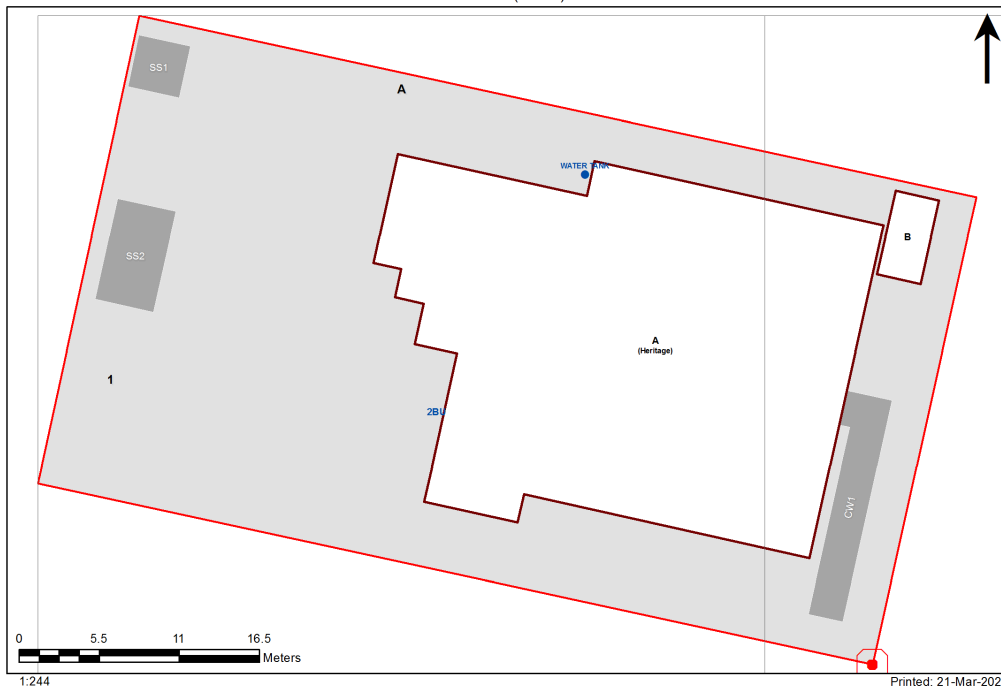 SS1
A
WATER TANK
B
SS2
A
(Heritage)
1
2BU
CW1
0 5.5 11 16.5
Meters
1:244
Printed: 21-Mar-202